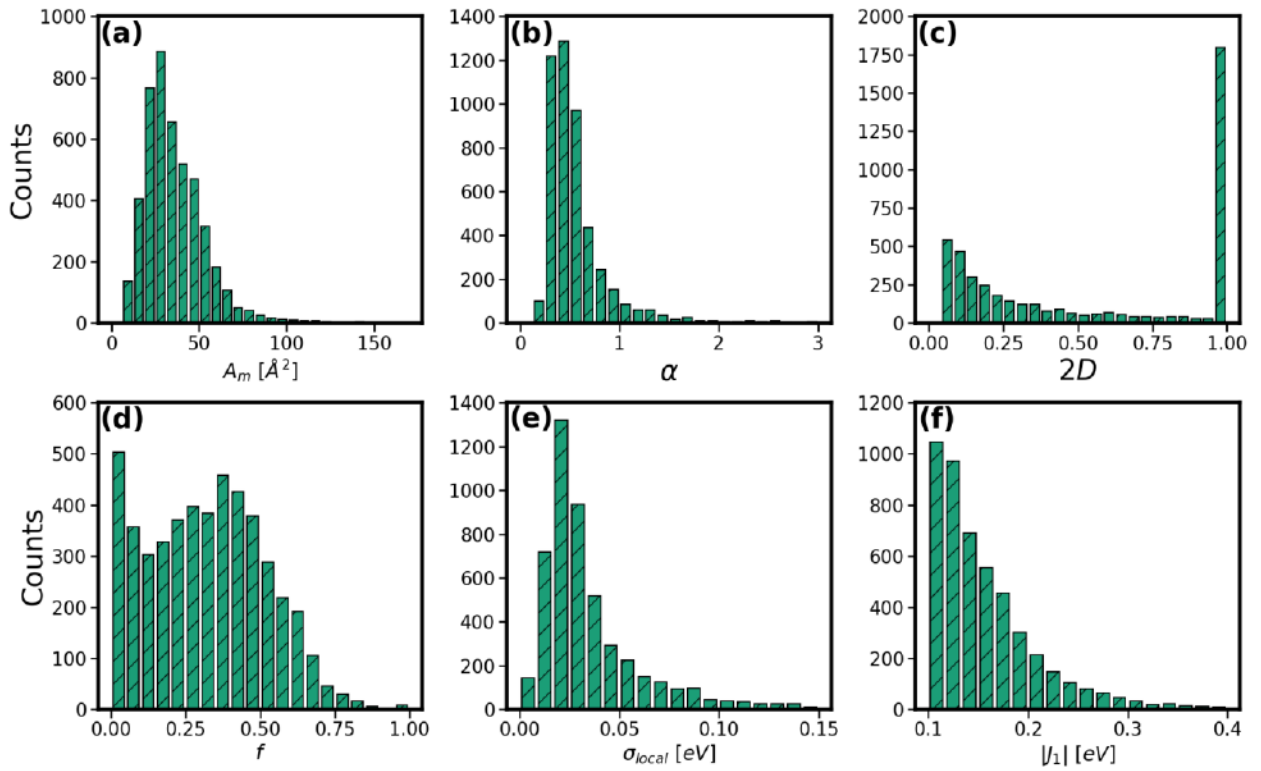 (a)
Counts
1000
800
600
400
200
0
0 50 100 150
A_m [Å²]
(b)
1400
1200
1000
800
600
400
200
0
0 1 2 3
α
(c)
2000
1750
1500
1250
1000
750
500
250
0
0.00 0.25 0.50 0.75 1.00
2D
(d)
Counts
600
500
400
300
200
100
0
0.00 0.25 0.50 0.75 1.00
f
(e)
1400
1200
1000
800
600
400
200
0
0.00 0.05 0.10 0.15
σ_local [eV]
(f)
1200
1000
800
600
400
200
0
0.1 0.2 0.3 0.4
|J₁| [eV]